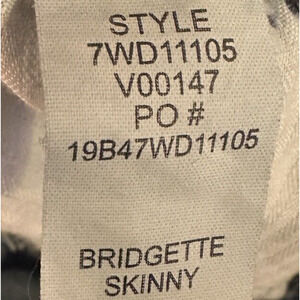 STYLE
7WD11105
V00147
PO #
19B47WD11105
BRIDGETTE
SKINNY